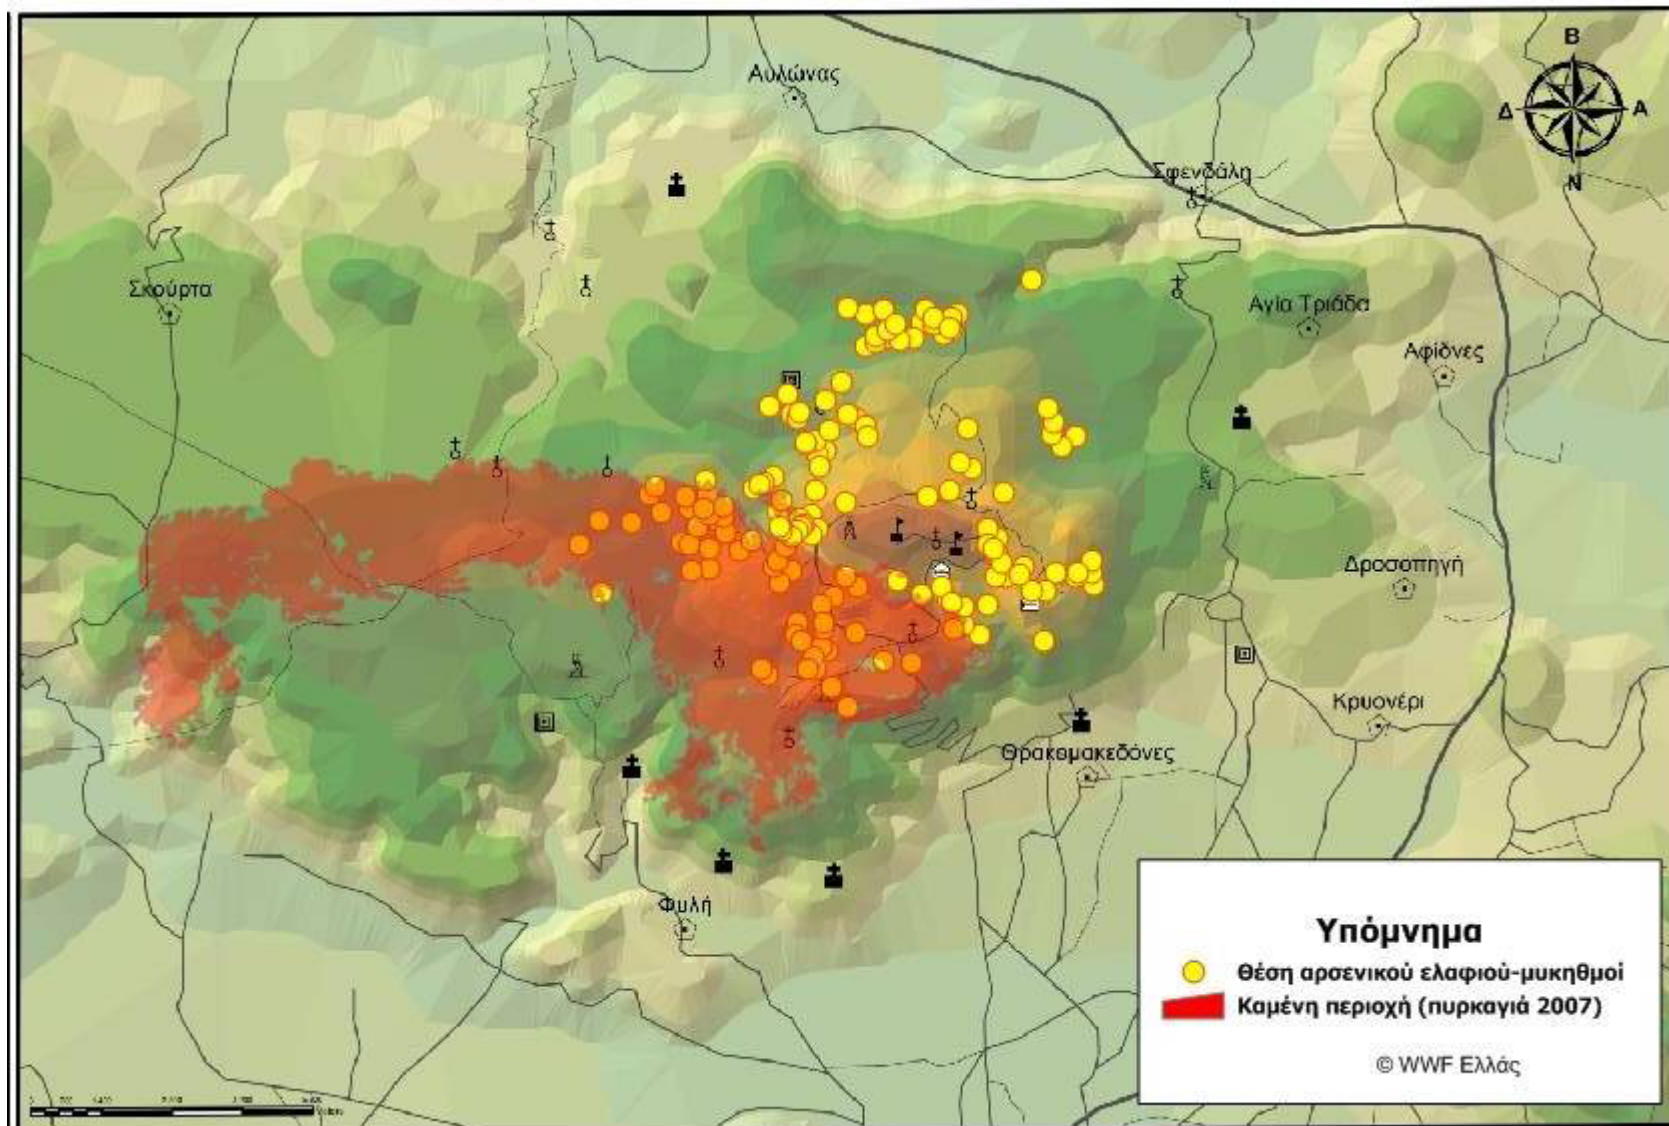 Β
Αυλώνας
Δ
Α
Σφενδάλη
Ν
Σκούρτα
Αγία Τριάδα
Αφίδνες
Δροσοπηγή
Κρυονέρι
Θρακομακεδόνες
Φυλή
Υπόμνημα
Θέση αρσενικού ελαφιού-μυκηθμοί
Καμένη περιοχή (πυρκαγιά 2007)
© WWF Ελλάς